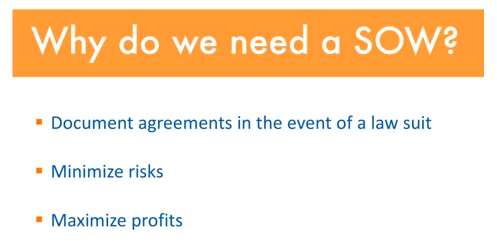 Why do we need a SOW?
Document agreements in the event of a law suit
Minimize risks
Maximize profits